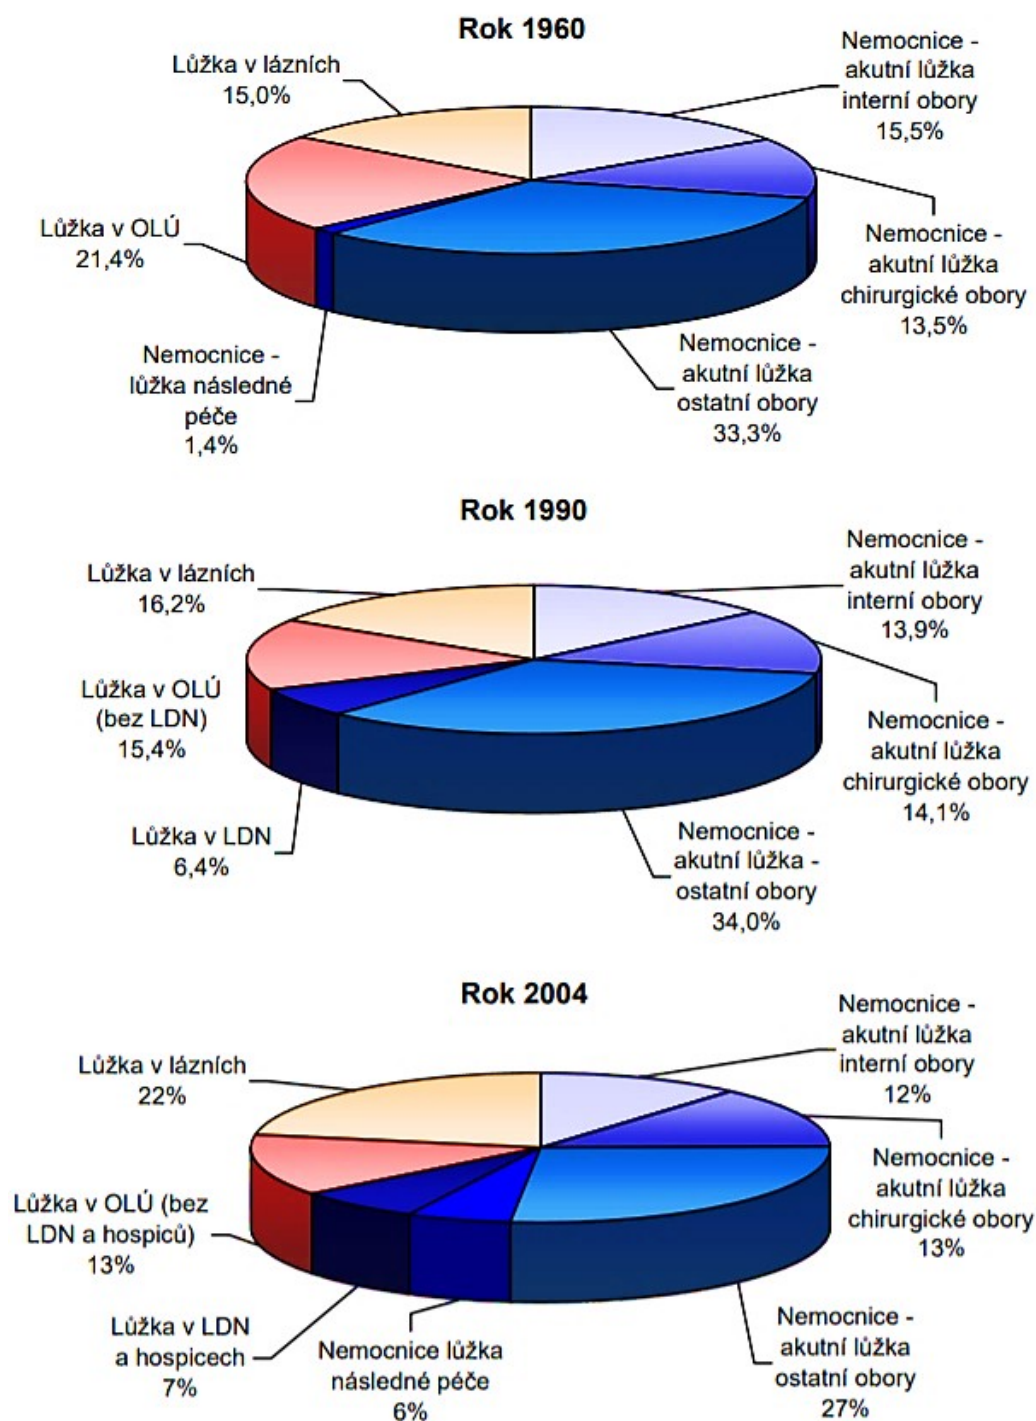 Rok 1960
Lůžka v lázních
15,0%
Nemocnice -
akutní lůžka
interní obory
15,5%
Lůžka v OLÚ
21,4%
Nemocnice -
akutní lůžka
chirurgické obory
13,5%
Nemocnice -
lůžka následné
péče
1,4%
Nemocnice -
akutní lůžka
ostatní obory
33,3%
Rok 1990
Lůžka v lázních
16,2%
Nemocnice -
akutní lůžka
interní obory
13,9%
Lůžka v OLÚ
(bez LDN)
15,4%
Nemocnice -
akutní lůžka
chirurgické obory
14,1%
Lůžka v LDN
6,4%
Nemocnice -
akutní lůžka -
ostatní obory
34,0%
Rok 2004
Lůžka v lázních
22%
Nemocnice -
akutní lůžka
interní obory
12%
Lůžka v OLÚ (bez
LDN a hospiců)
13%
Nemocnice -
akutní lůžka
chirurgické obory
13%
Lůžka v LDN
a hospicech
7%
Nemocnice lůžka
následné péče
6%
Nemocnice -
akutní lůžka
ostatní obory
27%